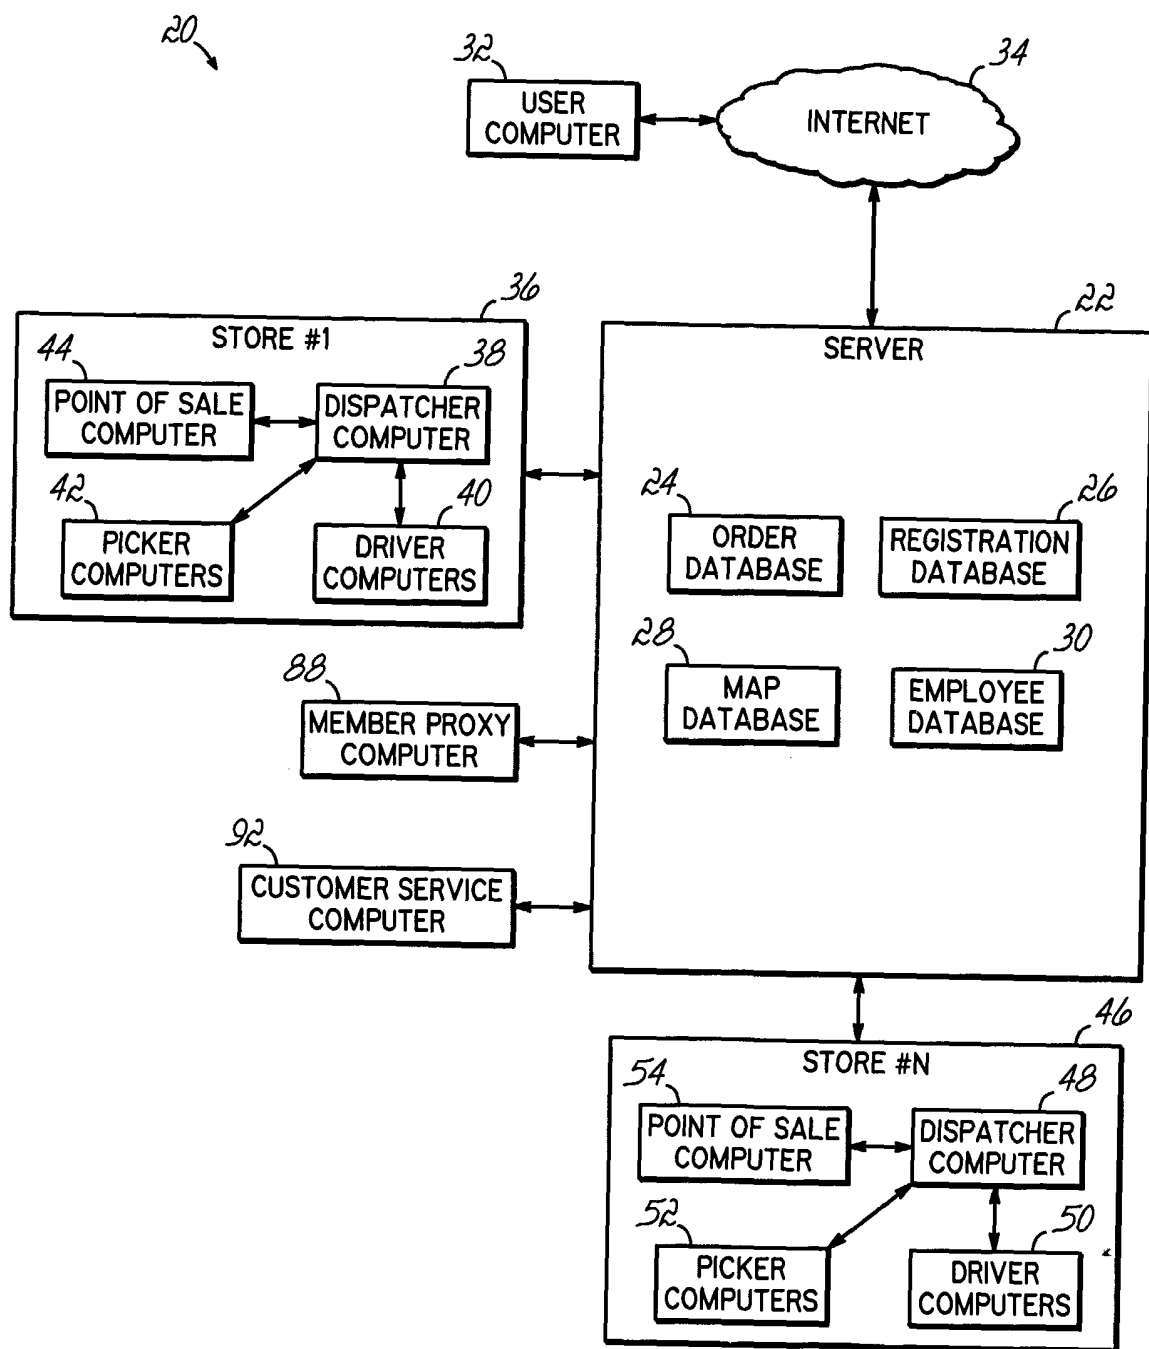 20
32
USER
COMPUTER
34
INTERNET
36
STORE #1
44
POINT OF SALE
COMPUTER
38
DISPATCHER
COMPUTER
42
PICKER
COMPUTERS
40
DRIVER
COMPUTERS
22
SERVER
24
ORDER
DATABASE
26
REGISTRATION
DATABASE
28
MAP
DATABASE
30
EMPLOYEE
DATABASE
88
MEMBER PROXY
COMPUTER
92
CUSTOMER SERVICE
COMPUTER
46
STORE #N
54
POINT OF SALE
COMPUTER
48
DISPATCHER
COMPUTER
52
PICKER
COMPUTERS
50
DRIVER
COMPUTERS